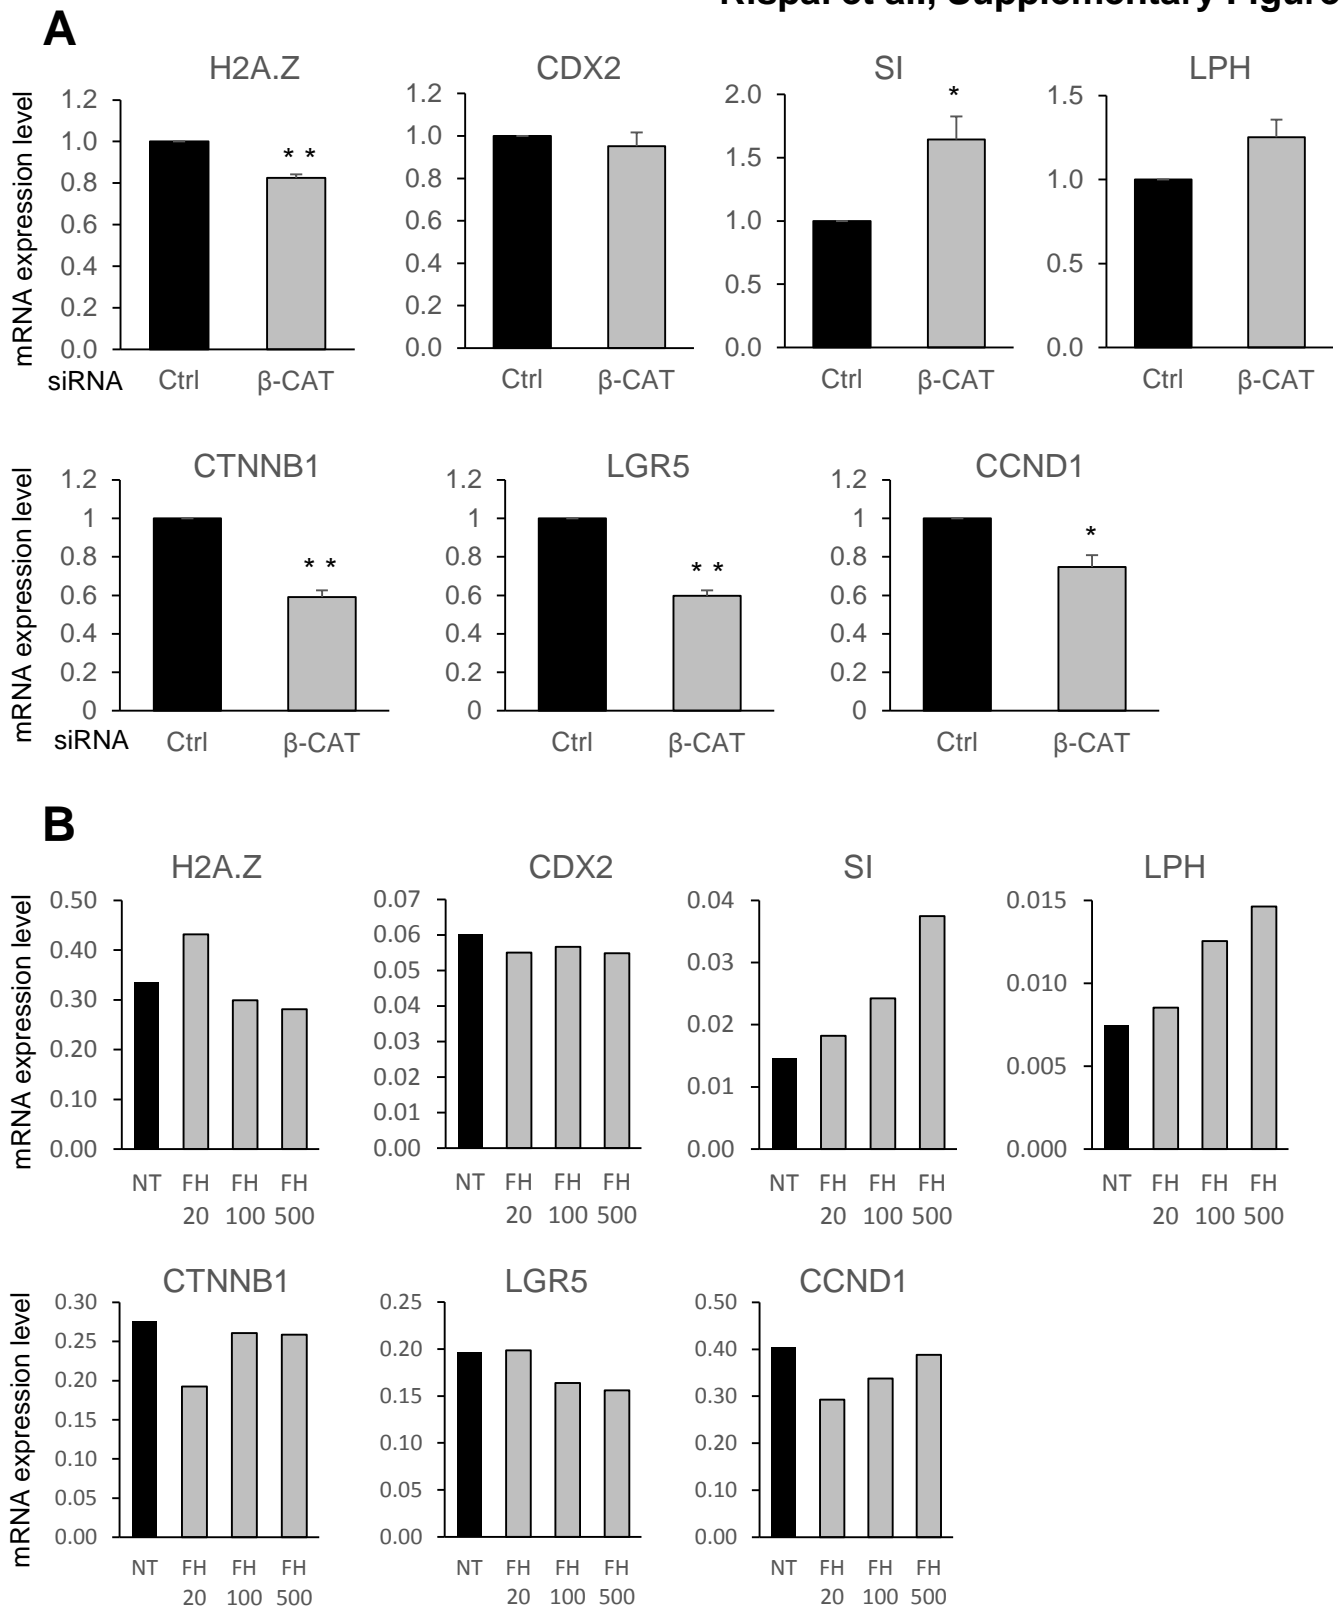 Rispal et all, Supplementary Figure
A
H2A.Z CDX2 SI LPH
mRNA expression level
1.2
1.0
0.8
0.6
0.4
0.2
0.0
* *
siRNA Ctrl β-CAT
1.2
1.0
0.8
0.6
0.4
0.2
0.0
Ctrl β-CAT
2.0
1.5
1.0
0.5
0.0
*
Ctrl β-CAT
1.5
1.0
0.5
0.0
Ctrl β-CAT
CTNNB1 LGR5 CCND1
mRNA expression level
1.2
1
0.8
0.6
0.4
0.2
0
* *
siRNA Ctrl β-CAT
1.2
1
0.8
0.6
0.4
0.2
0
* *
Ctrl β-CAT
1.2
1
0.8
0.6
0.4
0.2
0
*
Ctrl β-CAT
B
H2A.Z CDX2 SI LPH
mRNA expression level
0.50
0.40
0.30
0.20
0.10
0.00
NT FH FH FH
20 100 500
0.07
0.06
0.05
0.04
0.03
0.02
0.01
0.00
NT FH FH FH
20 100 500
0.04
0.03
0.02
0.01
0.00
NT FH FH FH
20 100 500
0.015
0.010
0.005
0.000
NT FH FH FH
20 100 500
CTNNB1 LGR5 CCND1
mRNA expression level
0.30
0.25
0.20
0.15
0.10
0.05
0.00
NT FH FH FH
20 100 500
0.25
0.20
0.15
0.10
0.05
0.00
NT FH FH FH
20 100 500
0.50
0.40
0.30
0.20
0.10
0.00
NT FH FH FH
20 100 500